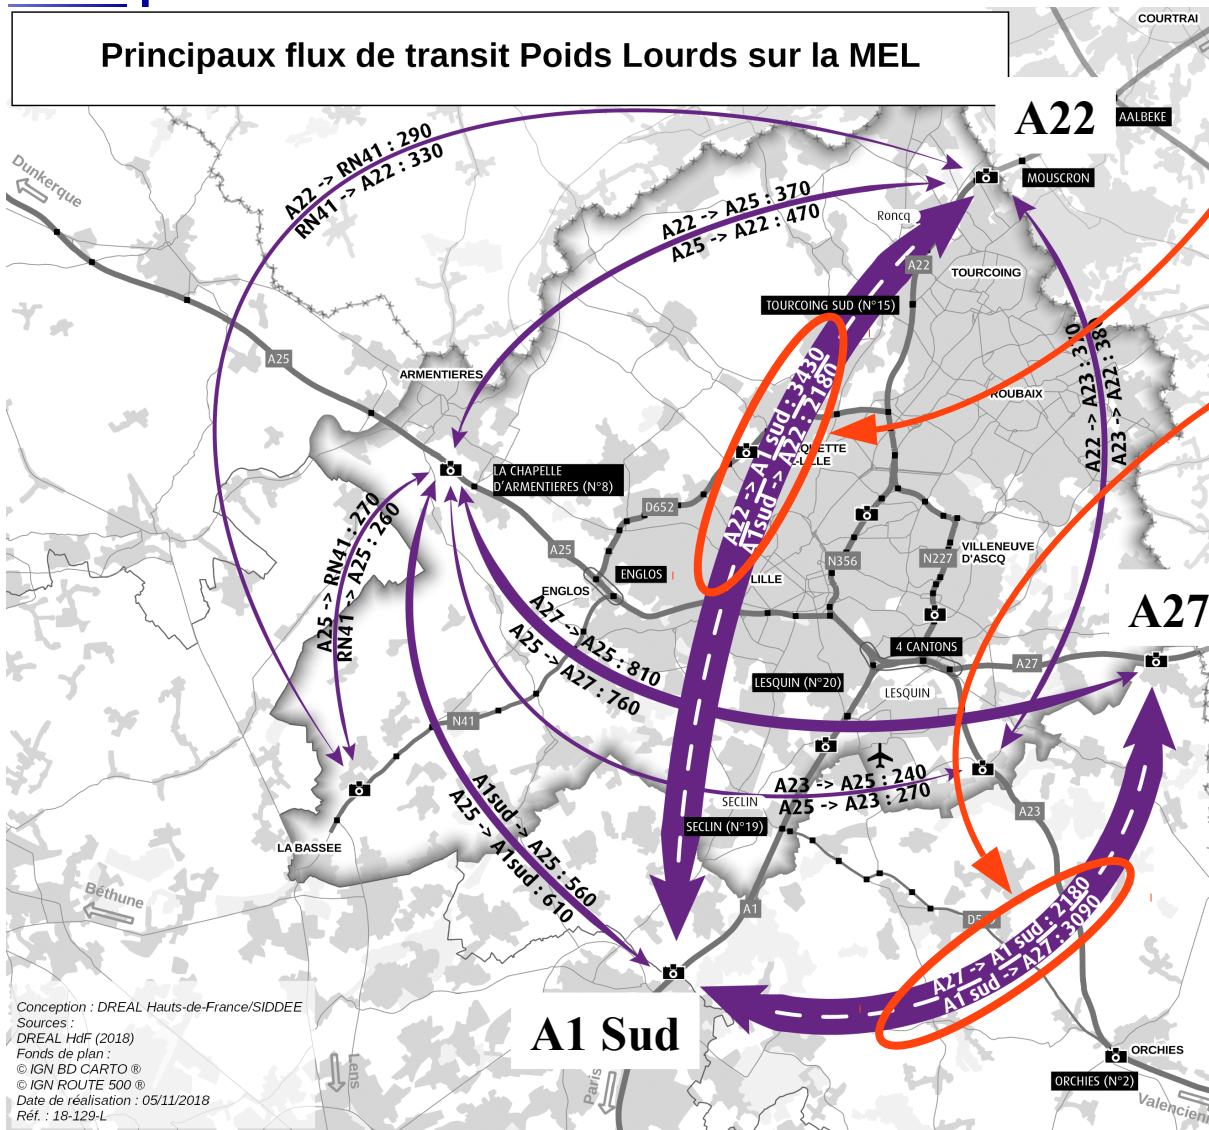 COURTRAI
Principaux flux de transit Poids Lourds sur la MEL
A22
AALBEKE
MOUSCRON
Dunkerque
A22 -> RN41 : 290
RN41 -> A22 : 330
A22 -> A25 : 370
A25 -> A22 : 470
Roncq
A22
TOURCOING
TOURCOING SUD (N°15)
A25
ARMENTIERES
A22 -> A1 sud : 3430
A1sud -> A22 : 2180
A22 -> A23 :
A23 -> A22 : 380
ROUBAIX
LA CHAPELLE
D'ARMENTIERES (N°8)
D652
A25 -> RN41 : 270
RN41 -> A25 : 260
A25
ENGLOS
ENGLOS
LILLE
N356
N227
VILLENEUVE
D'ASCQ
A27
A27 -> A25 : 810
A25 -> A27 : 760
4 CANTONS
A27
LESQUIN (N°20)
LESQUIN
N41
A23 -> A25 : 240
A25 -> A23 : 270
SECLIN
SECLIN (N°19)
A23
A1sud -> A25 : 560
A25 -> A1sud : 610
LA BASSEE
Béthune
A1
A27 -> A1 sud : 2180
A1 sud -> A27 : 3090
A1 Sud
Conception : DREAL Hauts-de-France/SIDDEE
Sources :
DREAL HdF (2018)
Fonds de plan :
© IGN BD CARTO ®
© IGN ROUTE 500 ®
Date de réalisation : 05/11/2018
Réf. : 18-129-L
Lens
Paris
ORCHIES
ORCHIES (N°2)